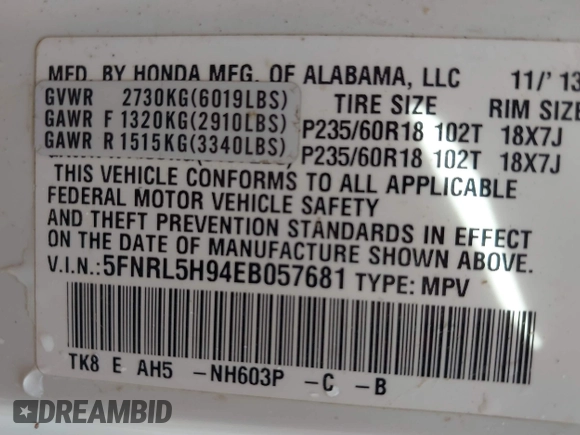 MFD. BY HONDA MFG. OF ALABAMA, LLC 11/'13
GVWR 2730KG(6019LBS) TIRE SIZE RIM SIZE
GAWR F 1320KG(2910LBS) P235/60R18 102T 18X7J
GAWR R 1515KG(3340LBS) P235/60R18 102T 18X7J
THIS VEHICLE CONFORMS TO ALL APPLICABLE
FEDERAL MOTOR VEHICLE SAFETY
AND THEFT PREVENTION STANDARDS IN EFFECT
ON THE DATE OF MANUFACTURE SHOWN ABOVE.
V.I.N.:5FNRL5H94EB057681 TYPE: MPV
TK8 E AH5 -NH603P -C -B
DREAMBID